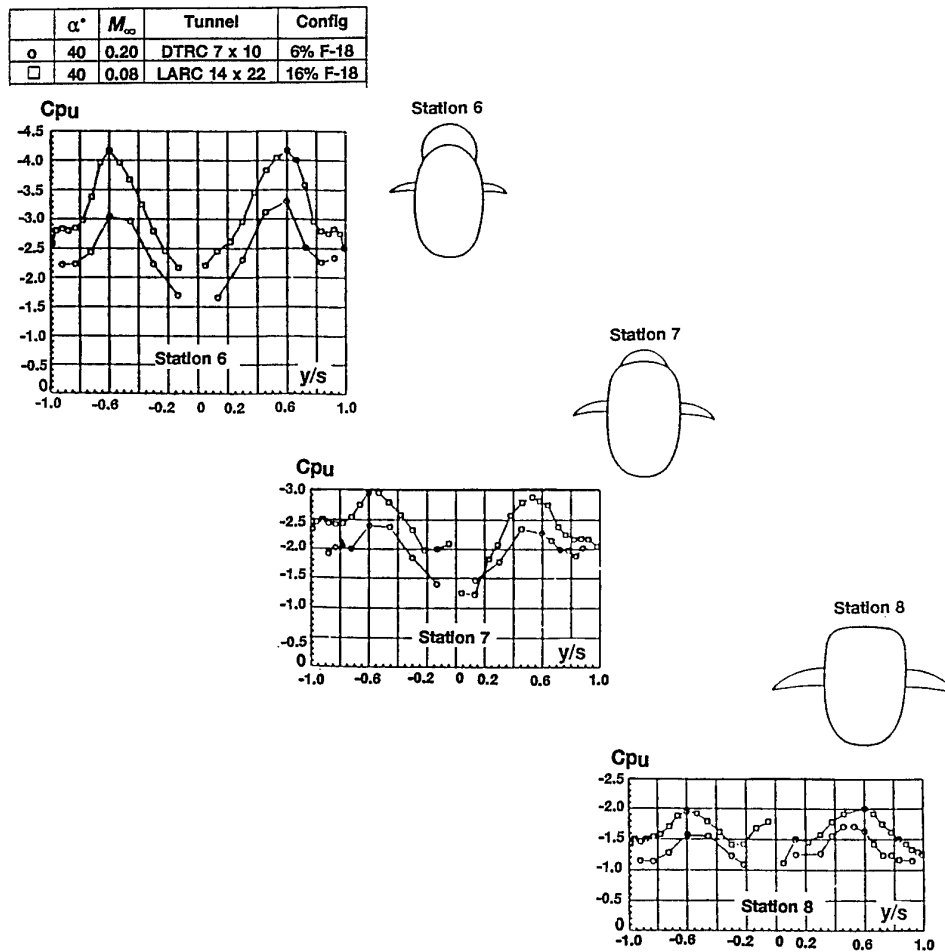 α° M∞ Tunnel Config
o 40 0.20 DTRC 7 x 10 6% F-18
□ 40 0.08 LARC 14 x 22 16% F-18
Cpu
Station 6
-4.5
-4.0
-3.5
-3.0
-2.5
-2.0
-1.5
-1.0
-0.5
0
Station 6
y/s
-1.0 -0.6 -0.2 0 0.2 0.6 1.0
Station 7
Cpu
-3.0
-2.5
-2.0
-1.5
-1.0
-0.5
0
Station 7
y/s
-1.0 -0.6 -0.2 0 0.2 0.6 1.0
Station 8
Cpu
-2.5
-2.0
-1.5
-1.0
-0.5
0
Station 8
y/s
-1.0 -0.6 -0.2 0 0.2 0.6 1.0